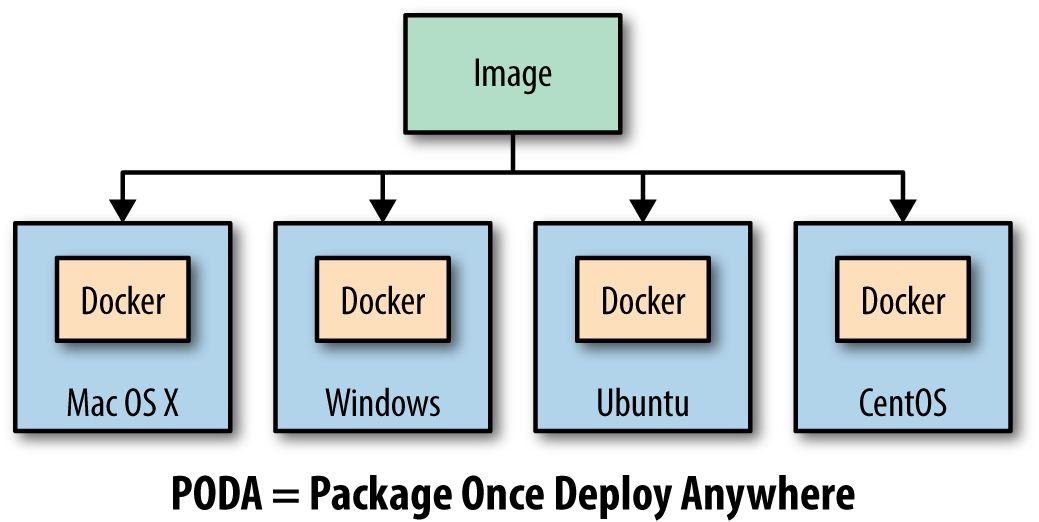 Image
Docker Docker Docker Docker
Mac OS X Windows Ubuntu CentOS
PODA = Package Once Deploy Anywhere